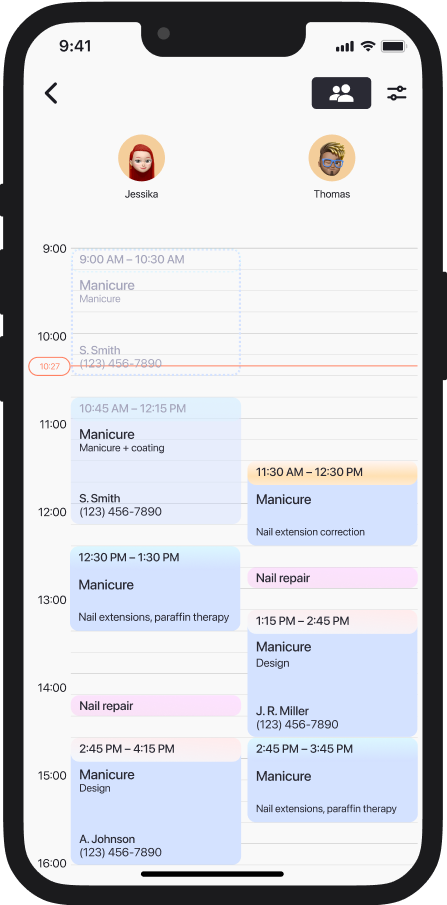 9:41
Jessika
Thomas
9:00
9:00 AM – 10:30 AM
Manicure
Manicure
10:00
S. Smith
(123) 456-7890
10:27
10:45 AM – 12:15 PM
11:00
Manicure
Manicure + coating
S. Smith
(123) 456-7890
11:30 AM – 12:30 PM
Manicure
Nail extension correction
12:00
12:30 PM – 1:30 PM
Manicure
Nail extensions, paraffin therapy
Nail repair
13:00
1:15 PM – 2:45 PM
Manicure
Design
J. R. Miller
(123) 456-7890
14:00
Nail repair
2:45 PM – 4:15 PM
Manicure
Design
A. Johnson
(123) 456-7890
2:45 PM – 3:45 PM
Manicure
Nail extensions, paraffin therapy
15:00
16:00